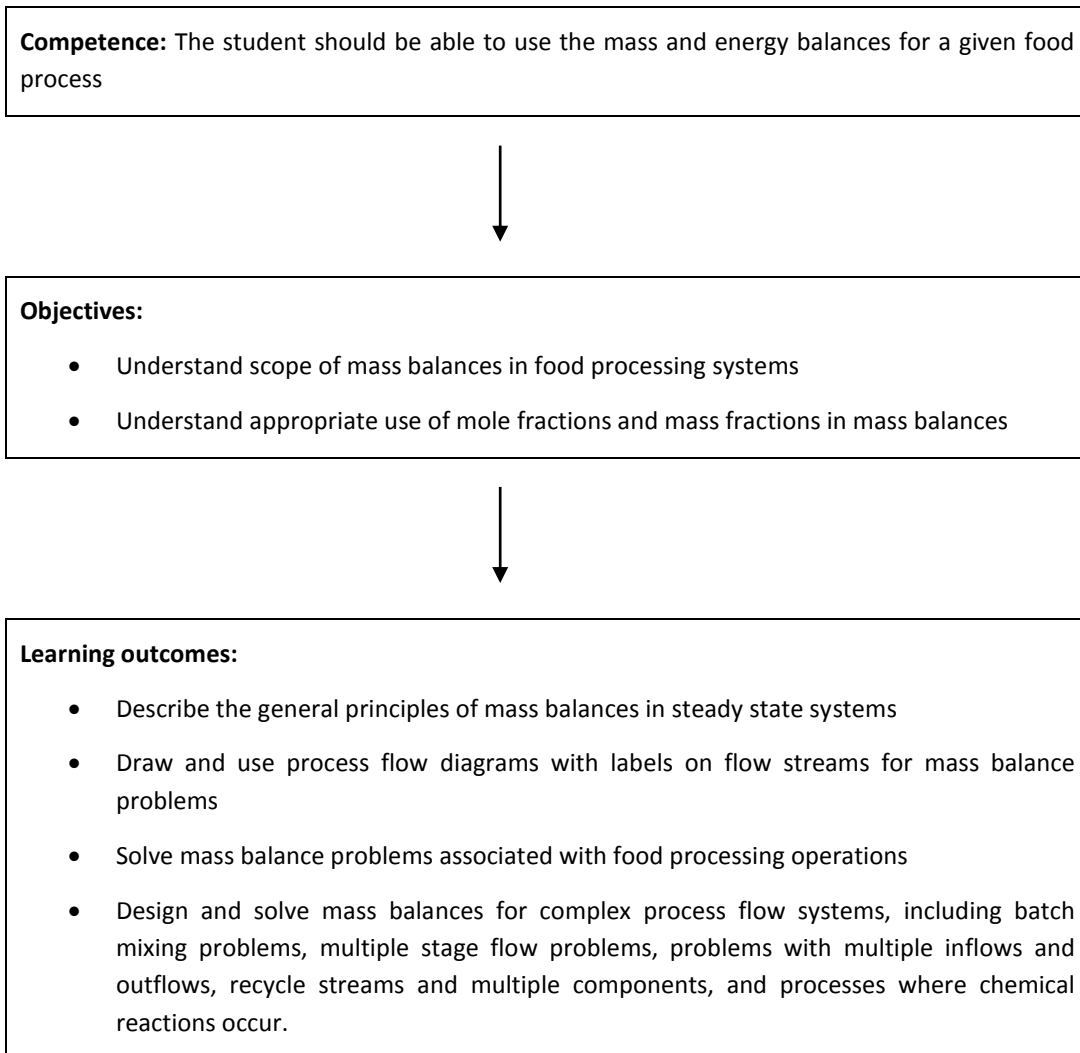 Competence: The student should be able to use the mass and energy balances for a given food
process
Objectives:
• Understand scope of mass balances in food processing systems
• Understand appropriate use of mole fractions and mass fractions in mass balances
Learning outcomes:
• Describe the general principles of mass balances in steady state systems
• Draw and use process flow diagrams with labels on flow streams for mass balance
problems
• Solve mass balance problems associated with food processing operations
• Design and solve mass balances for complex process flow systems, including batch
mixing problems, multiple stage flow problems, problems with multiple inflows and
outflows, recycle streams and multiple components, and processes where chemical
reactions occur.